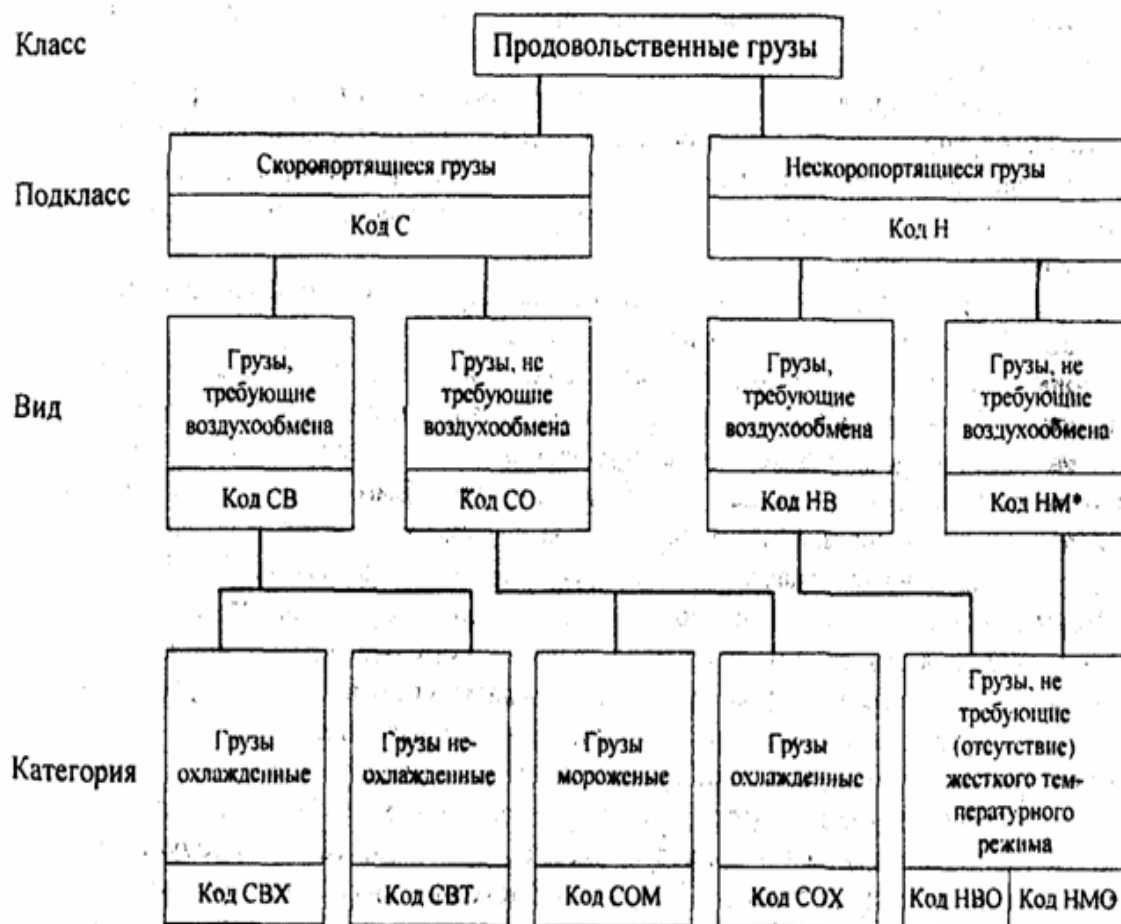 Класс
Продовольственные грузы
Подкласс
Скоропортящиеся грузы
Код С
Нескоропортящиеся грузы
Код Н
Вид
Грузы,
требующие
воздухообмена
Код СВ
Грузы, не
требующие
воздухообмена
Код СО
Грузы,
требующие
воздухообмена
Код НВ
Грузы, не
требующие
воздухообмена
Код НМ*
Категория
Грузы
охлажденные
Код СВХ
Грузы не-
охлажденные
Код СВТ
Грузы
мороженые
Код СОМ
Грузы
охлажденные
Код СОХ
Грузы, не
требующие
(отсутствие)
жесткого тем-
пературного
режима
Код НВО
Код НМО